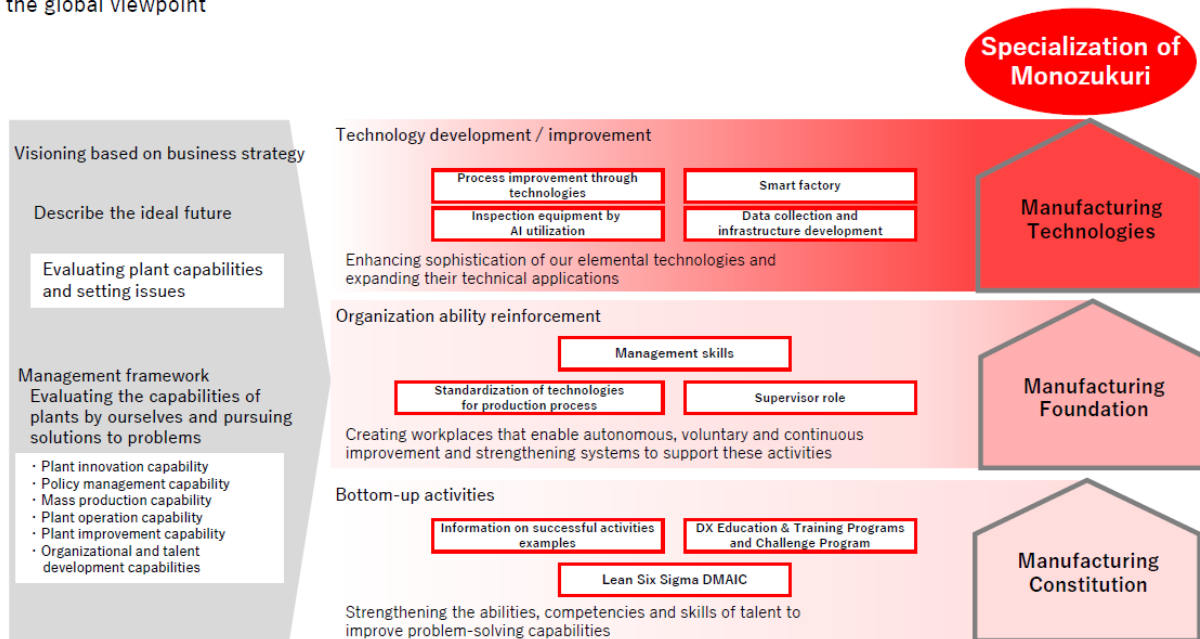 the global viewpoint
Specialization of
Monozukuri
Visioning based on business strategy
Describe the ideal future
Evaluating plant capabilities
and setting issues
Management framework
Evaluating the capabilities of
plants by ourselves and pursuing
solutions to problems
・Plant innovation capability
・Policy management capability
・Mass production capability
・Plant operation capability
・Plant improvement capability
・Organizational and talent
development capabilities
Technology development / improvement
Process improvement through
technologies
Smart factory
Inspection equipment by
AI utilization
Data collection and
infrastructure development
Enhancing sophistication of our elemental technologies and
expanding their technical applications
Manufacturing
Technologies
Organization ability reinforcement
Management skills
Standardization of technologies
for production process
Supervisor role
Creating workplaces that enable autonomous, voluntary and continuous
improvement and strengthening systems to support these activities
Manufacturing
Foundation
Bottom-up activities
Information on successful activities
examples
DX Education & Training Programs
and Challenge Program
Lean Six Sigma DMAIC
Strengthening the abilities, competencies and skills of talent to
improve problem-solving capabilities
Manufacturing
Constitution